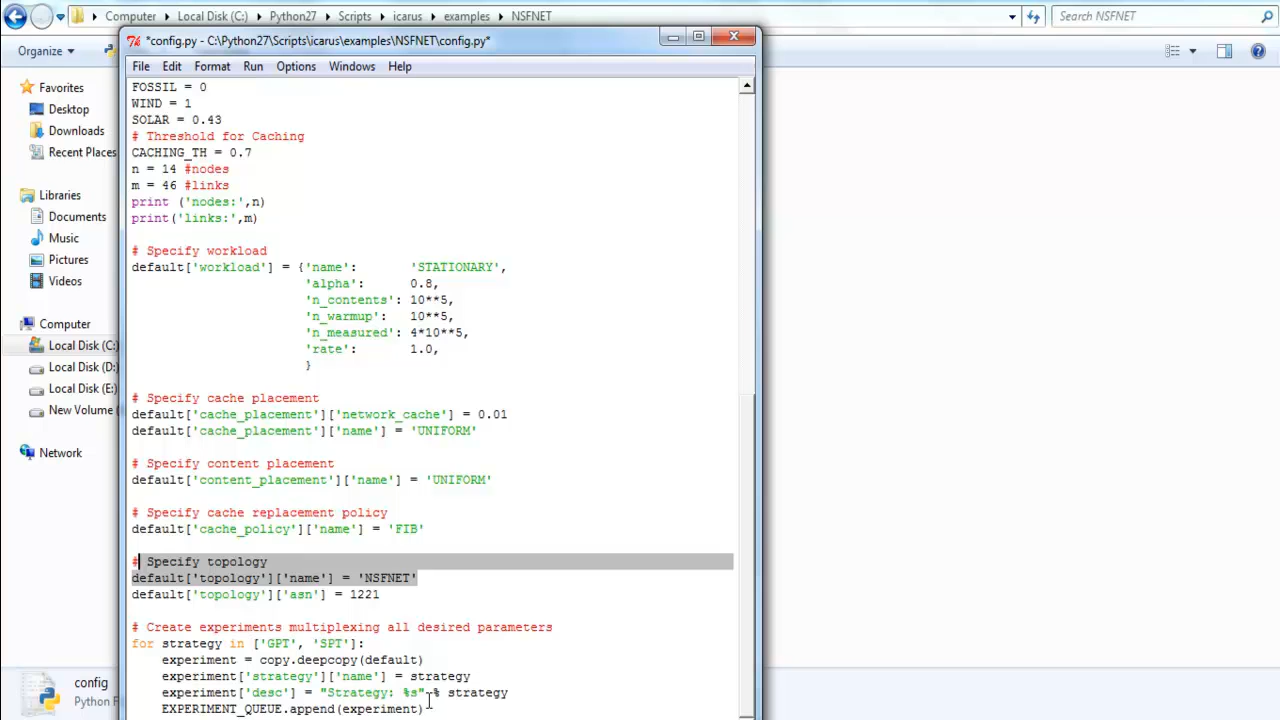 Computer Local Disk (C:) Python27 Scripts icarus examples NSFNET
Search NSFNET
Organize
*config.py - C:\Python27\Scripts\icarus\examples\NSFNET\config.py*
File Edit Format Run Options Windows Help
Favorites
Desktop
Downloads
Recent Places
Libraries
Documents
Music
Pictures
Videos
Computer
Local Disk (C:)
Local Disk (D:)
Local Disk (E:)
New Volume (
Network
FOSSIL = 0
WIND = 1
SOLAR = 0.43
# Threshold for Caching
CACHING_TH = 0.7
n = 14 #nodes
m = 46 #links
print ('nodes:',n)
print('links:',m)
# Specify workload
default['workload'] = {'name': 'STATIONARY',
'alpha': 0.8,
'n_contents': 10**5,
'n_warmup': 10**5,
'n_measured': 4*10**5,
'rate': 1.0,
}
# Specify cache placement
default['cache_placement']['network_cache'] = 0.01
default['cache_placement']['name'] = 'UNIFORM'
# Specify content placement
default['content_placement']['name'] = 'UNIFORM'
# Specify cache replacement policy
default['cache_policy']['name'] = 'FIB'
# Specify topology
default['topology']['name'] = 'NSFNET'
default['topology']['asn'] = 1221
# Create experiments multiplexing all desired parameters
for strategy in ['GPT', 'SPT']:
experiment = copy.deepcopy(default)
experiment['strategy']['name'] = strategy
experiment['desc'] = "Strategy: %s" % strategy
EXPERIMENT_QUEUE.append(experiment)
config
Python F